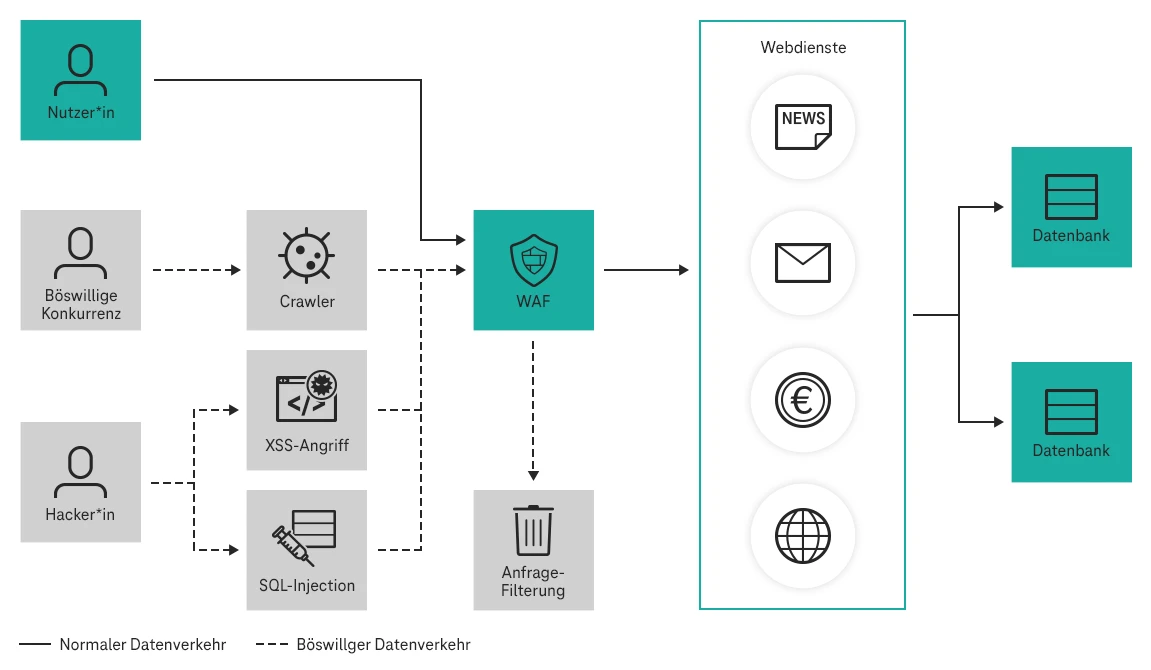 Nutzer*in
Böswillige
Konkurrenz
Hacker*in
Crawler
XSS-Angriff
SQL-Injection
WAF
Anfrage-
Filterung
Webdienste
NEWS
€
Datenbank
Datenbank
Normaler Datenverkehr
Böswillger Datenverkehr